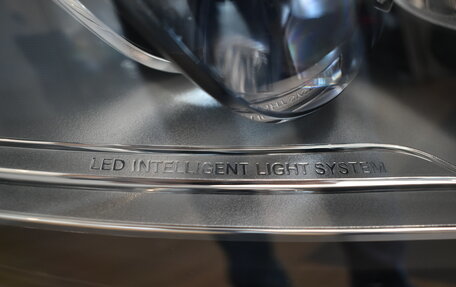 LED INTELLIGENT LIGHT SYSTEM